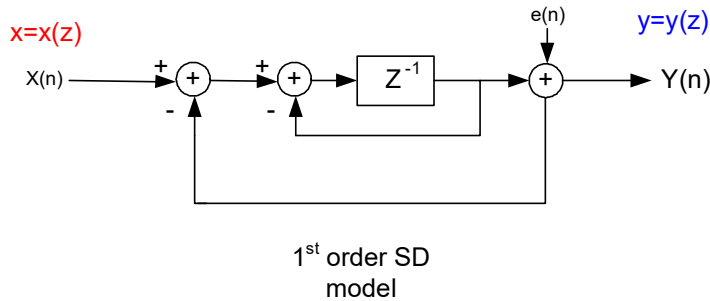 e(n)
x=x(z)
y=y(z)
X(n)
+
+
-
+
+
-
Z⁻¹
+
Y(n)
1ˢᵗ order SD
model